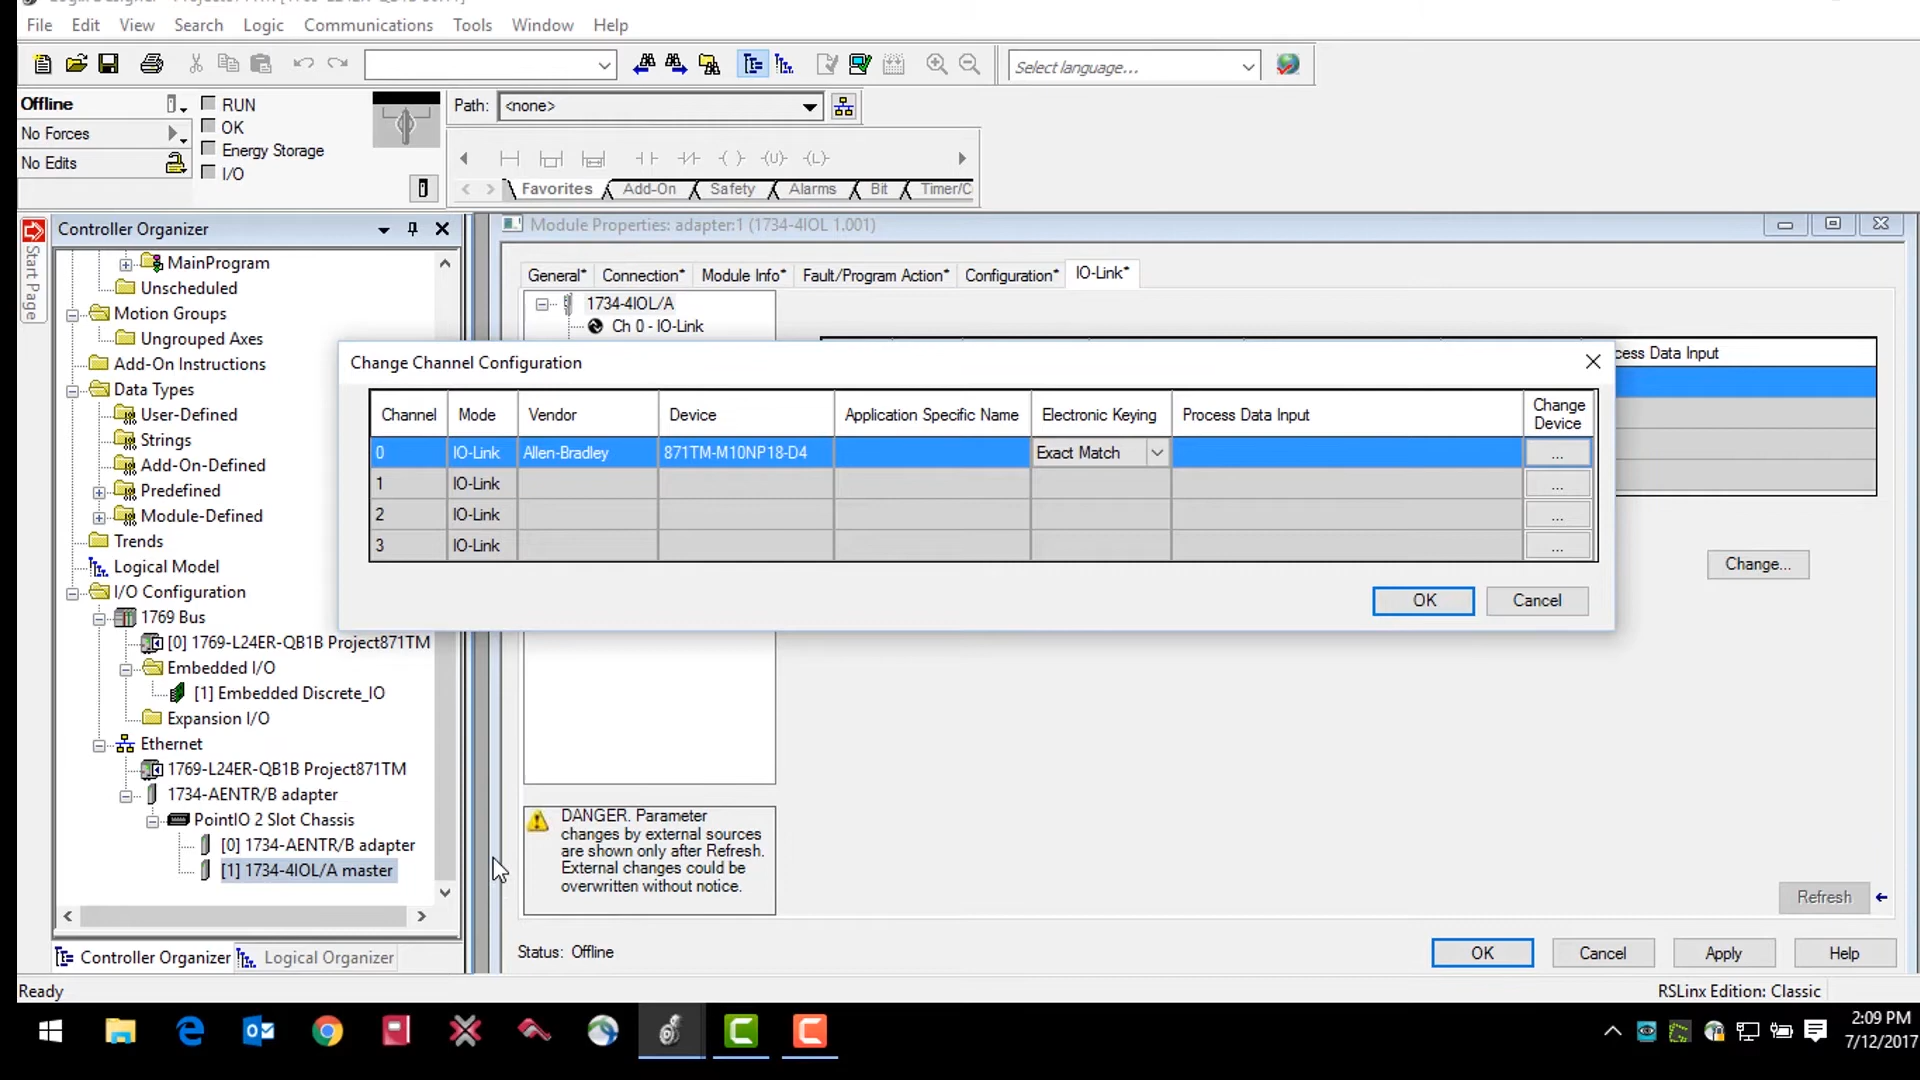 File Edit View Search Logic Communications Tools Window Help
Select language...
Offline RUN
Path: <none>
No Forces OK
Energy Storage
No Edits I/O
Favorites Add-On Safety Alarms Bit Timer/C
Start Page
Controller Organizer
MainProgram
Unscheduled
Motion Groups
Ungrouped Axes
Add-On Instructions
Data Types
User-Defined
Strings
Add-On-Defined
Predefined
Module-Defined
Trends
Logical Model
I/O Configuration
1769 Bus
[0] 1769-L24ER-QB1B Project871TM
Embedded I/O
[1] Embedded Discrete_IO
Expansion I/O
Ethernet
1769-L24ER-QB1B Project871TM
1734-AENTR/B adapter
PointIO 2 Slot Chassis
[0] 1734-AENTR/B adapter
[1] 1734-4IOL/A master
Controller Organizer Logical Organizer
Module Properties: adapter:1 (1734-4IOL 1.001)
General* Connection* Module Info* Fault/Program Action* Configuration* IO-Link*
1734-4IOL/A
Ch 0 - IO-Link
cess Data Input
Change Channel Configuration
Channel Mode Vendor Device Application Specific Name Electronic Keying Process Data Input Change Device
0 IO-Link Allen-Bradley 871TM-M10NP18-D4 Exact Match ...
1 IO-Link ...
2 IO-Link ...
3 IO-Link ...
OK Cancel
Change...
DANGER. Parameter
changes by external sources
are shown only after Refresh.
External changes could be
overwritten without notice.
Refresh
Status: Offline
OK Cancel Apply Help
Ready
RSLinx Edition: Classic
2:09 PM
7/12/2017